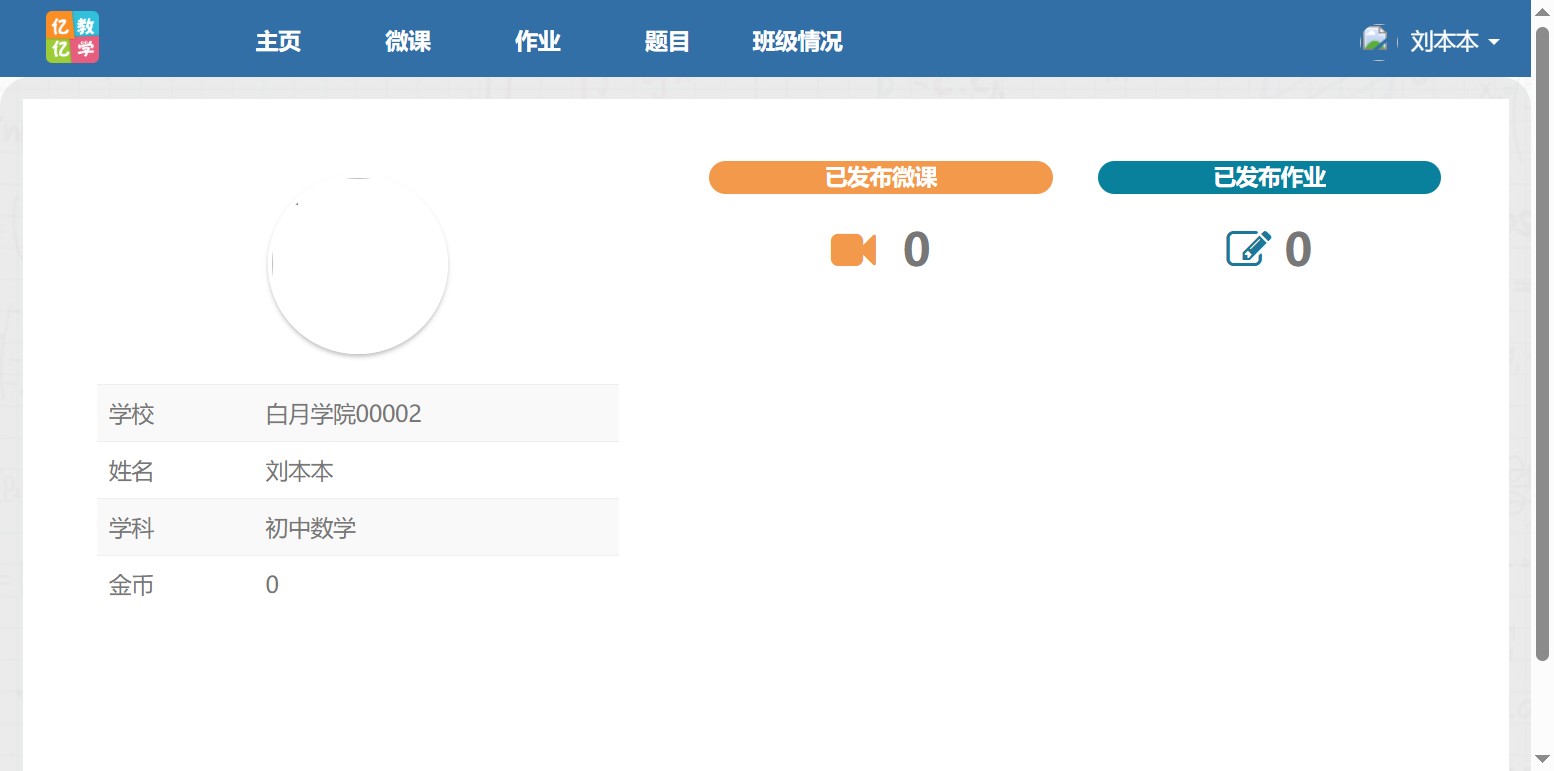 亿教
亿学
主页 微课 作业 题目 班级情况 刘本本
已发布微课 已发布作业
0 0
学校 白月学院00002
姓名 刘本本
学科 初中数学
金币 0